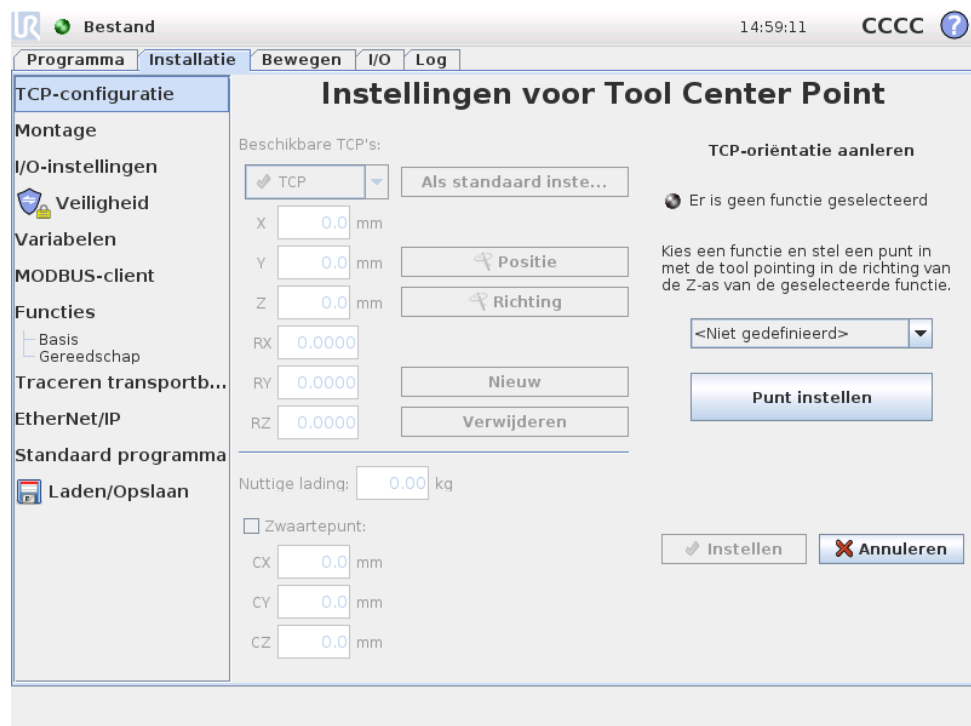 UR Bestand 14:59:11 CCCC ?
Programma Installatie Bewegen I/O Log
TCP-configuratie
Montage
I/O-instellingen
Veiligheid
Variabelen
MODBUS-client
Functies
Basis
Gereedschap
Traceren transportb...
EtherNet/IP
Standaard programma
Laden/Opslaan
Instellingen voor Tool Center Point
Beschikbare TCP's:
TCP Als standaard inste...
X 0.0 mm
Y 0.0 mm Positie
Z 0.0 mm Richting
RX 0.0000
RY 0.0000 Nieuw
RZ 0.0000 Verwijderen
Nuttige lading: 0.00 kg
Zwaartepunt:
CX 0.0 mm
CY 0.0 mm
CZ 0.0 mm
TCP-oriëntatie aanleren
Er is geen functie geselecteerd
Kies een functie en stel een punt in
met de tool pointing in de richting van
de Z-as van de geselecteerde functie.
<Niet gedefinieerd>
Punt instellen
Instellen Annuleren